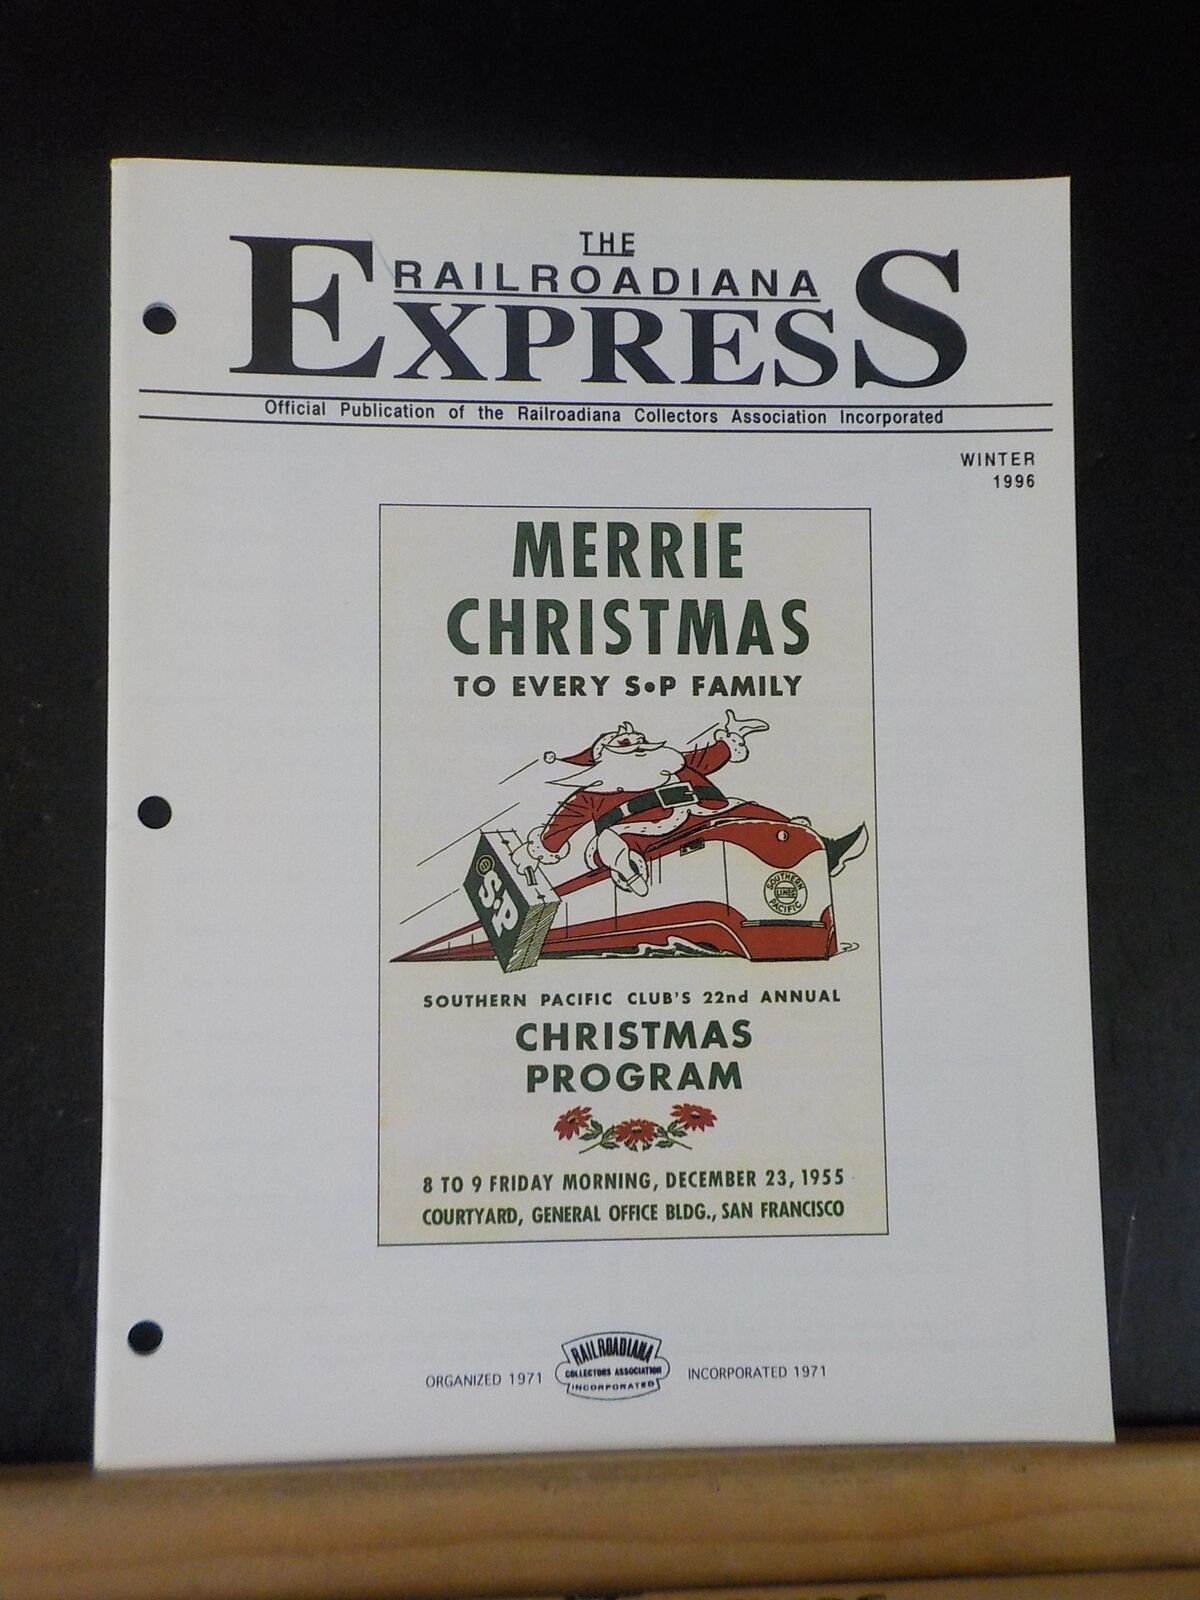 THE
RAILROADIANA
EXPRESS
Official Publication of the Railroadiana Collectors Association Incorporated
WINTER
1996
MERRIE
CHRISTMAS
TO EVERY S•P FAMILY
S•P
SOUTHERN
LINES
PACIFIC
SOUTHERN PACIFIC CLUB'S 22nd ANNUAL
CHRISTMAS
PROGRAM
8 TO 9 FRIDAY MORNING, DECEMBER 23, 1955
COURTYARD, GENERAL OFFICE BLDG., SAN FRANCISCO
ORGANIZED 1971
RAILROADIANA
COLLECTORS ASSOCIATION
INCORPORATED
INCORPORATED 1971